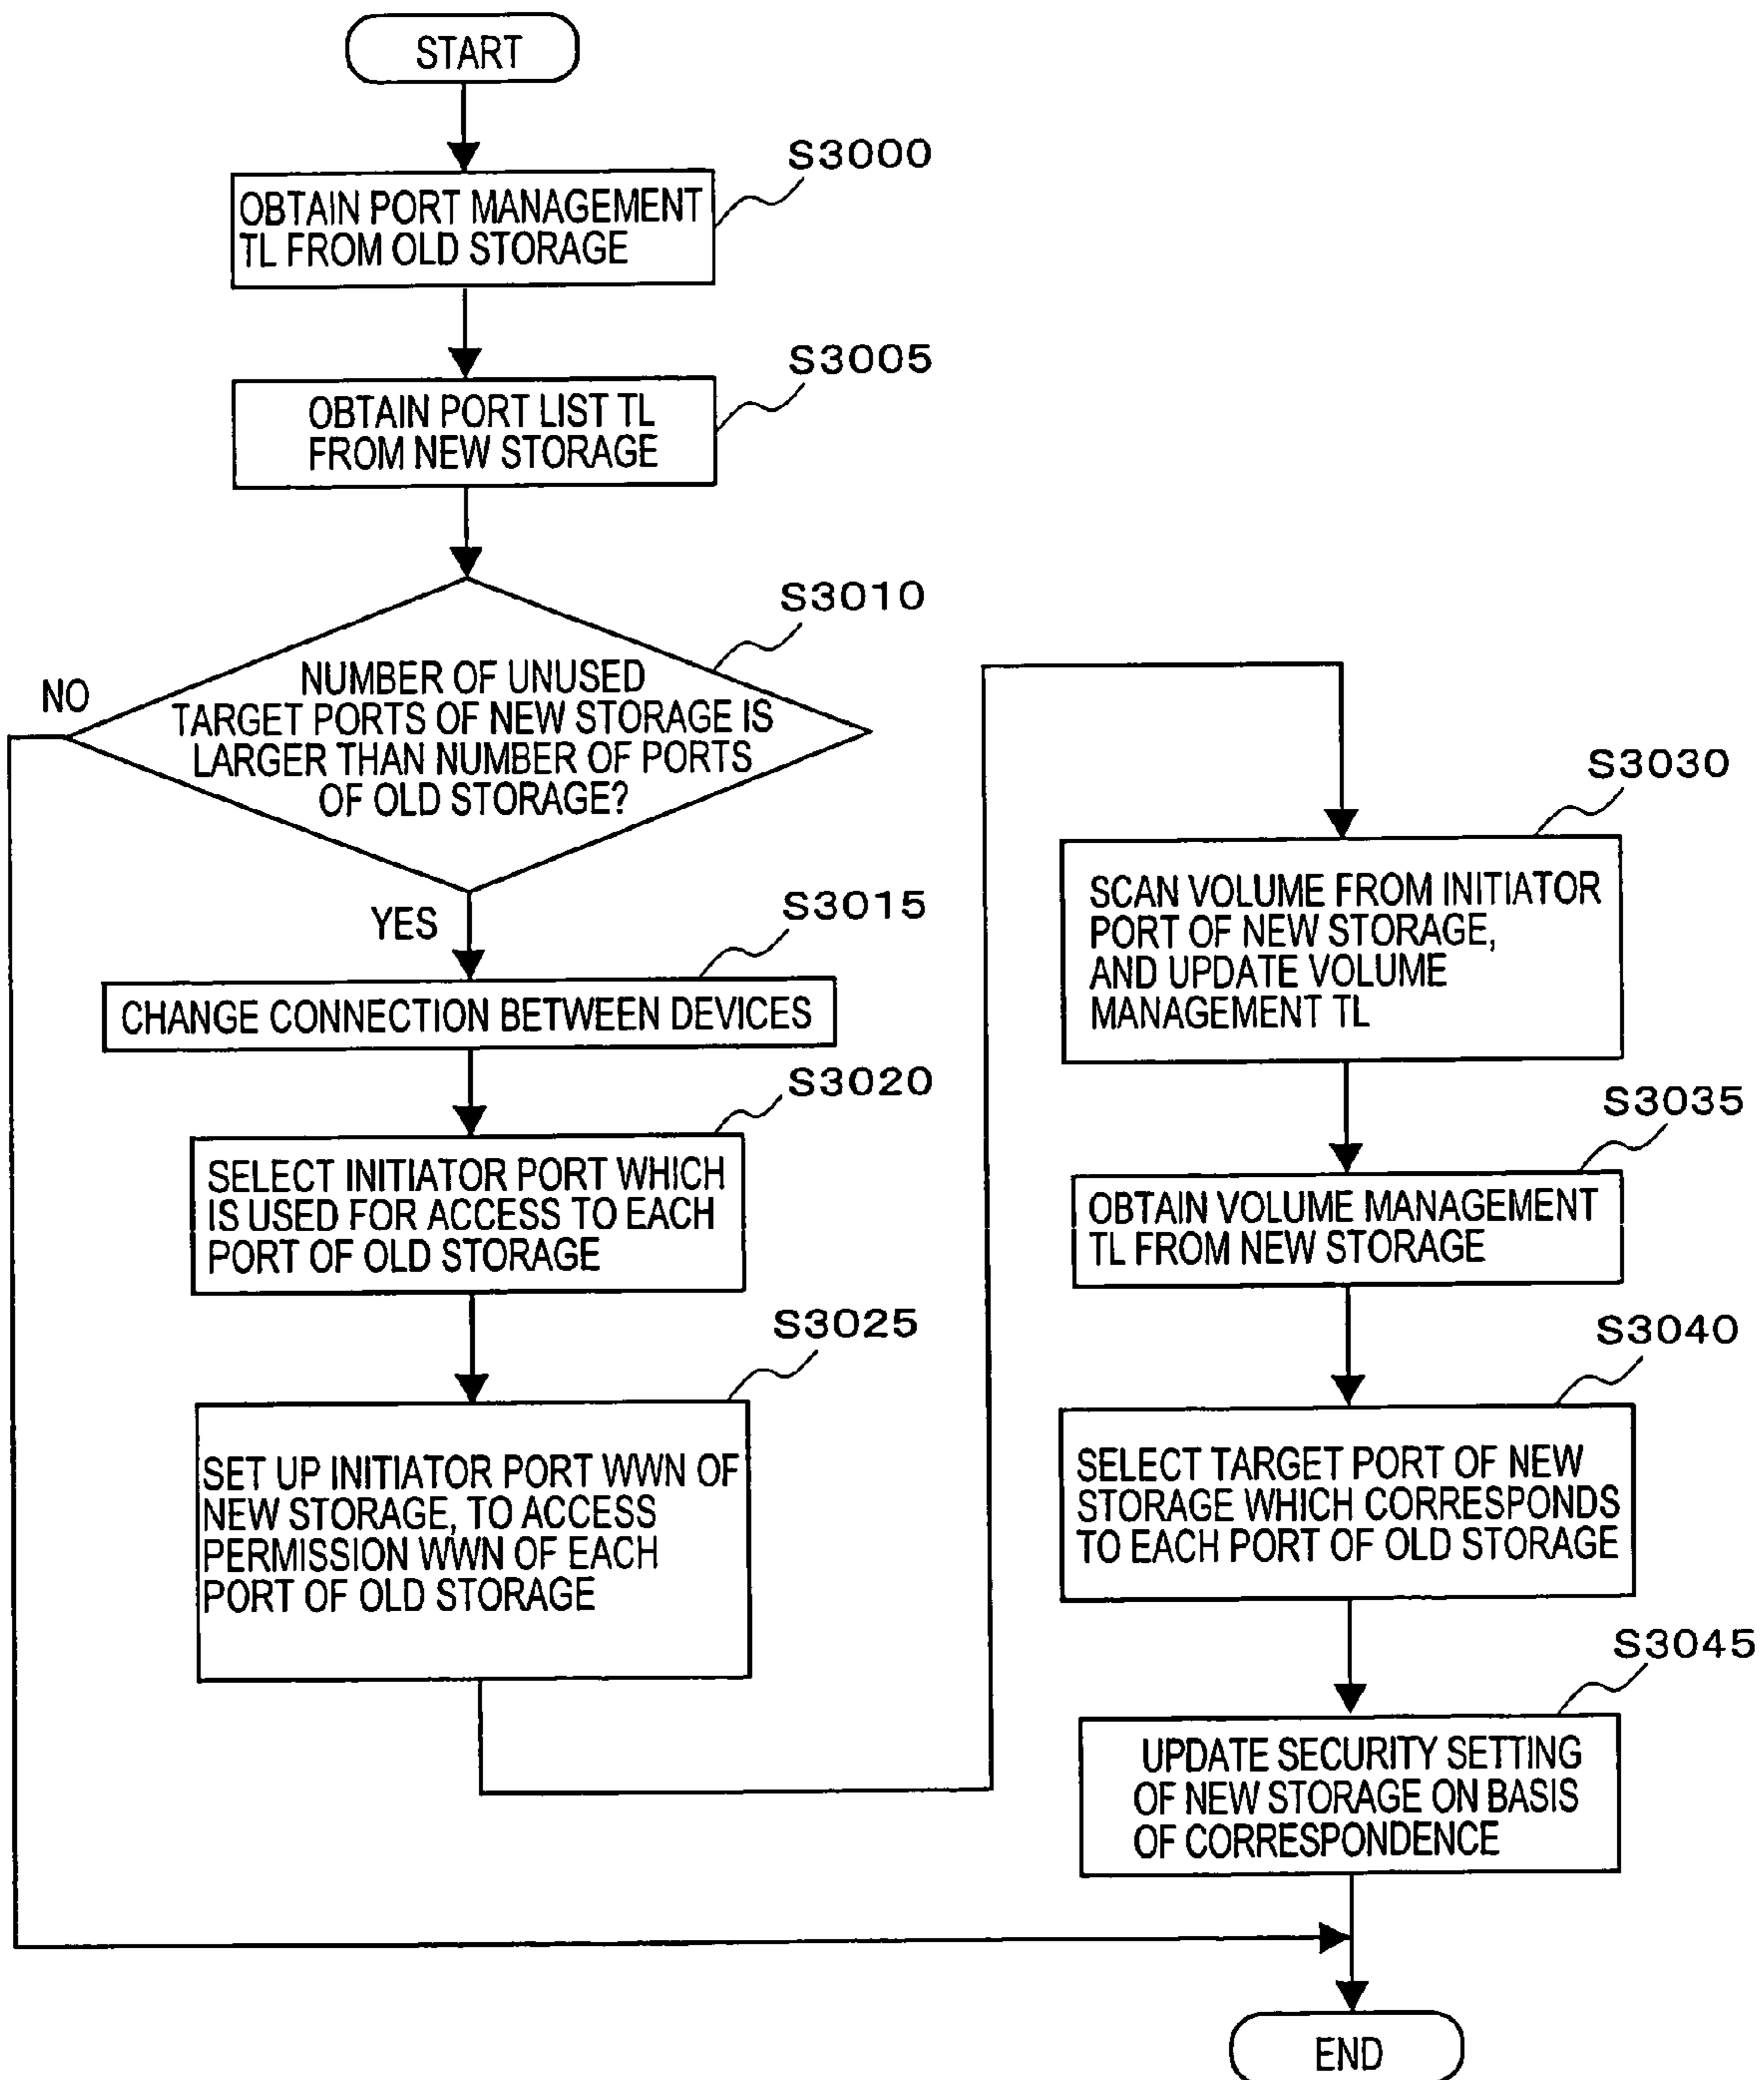 START
S3000
OBTAIN PORT MANAGEMENT
TL FROM OLD STORAGE
S3005
OBTAIN PORT LIST TL
FROM NEW STORAGE
S3010
NUMBER OF UNUSED
TARGET PORTS OF NEW STORAGE IS
LARGER THAN NUMBER OF PORTS
OF OLD STORAGE?
NO
YES
S3015
CHANGE CONNECTION BETWEEN DEVICES
S3020
SELECT INITIATOR PORT WHICH
IS USED FOR ACCESS TO EACH
PORT OF OLD STORAGE
S3025
SET UP INITIATOR PORT WWN OF
NEW STORAGE, TO ACCESS
PERMISSION WWN OF EACH
PORT OF OLD STORAGE
S3030
SCAN VOLUME FROM INITIATOR
PORT OF NEW STORAGE,
AND UPDATE VOLUME
MANAGEMENT TL
S3035
OBTAIN VOLUME MANAGEMENT
TL FROM NEW STORAGE
S3040
SELECT TARGET PORT OF NEW
STORAGE WHICH CORRESPONDS
TO EACH PORT OF OLD STORAGE
S3045
UPDATE SECURITY SETTING
OF NEW STORAGE ON BASIS
OF CORRESPONDENCE
END